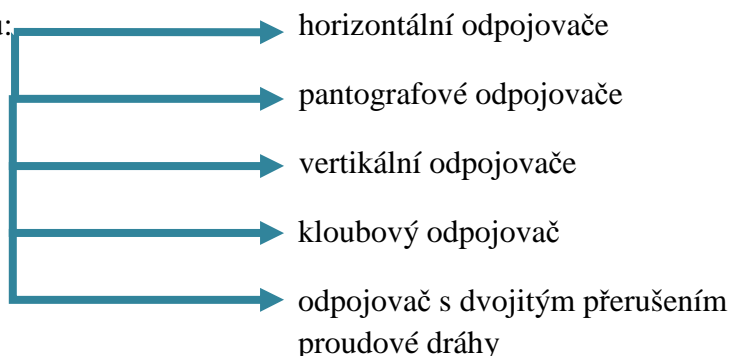 horizontální odpojovače
pantografové odpojovače
vertikální odpojovače
kloubový odpojovač
odpojovač s dvojitým přerušením
proudové dráhy